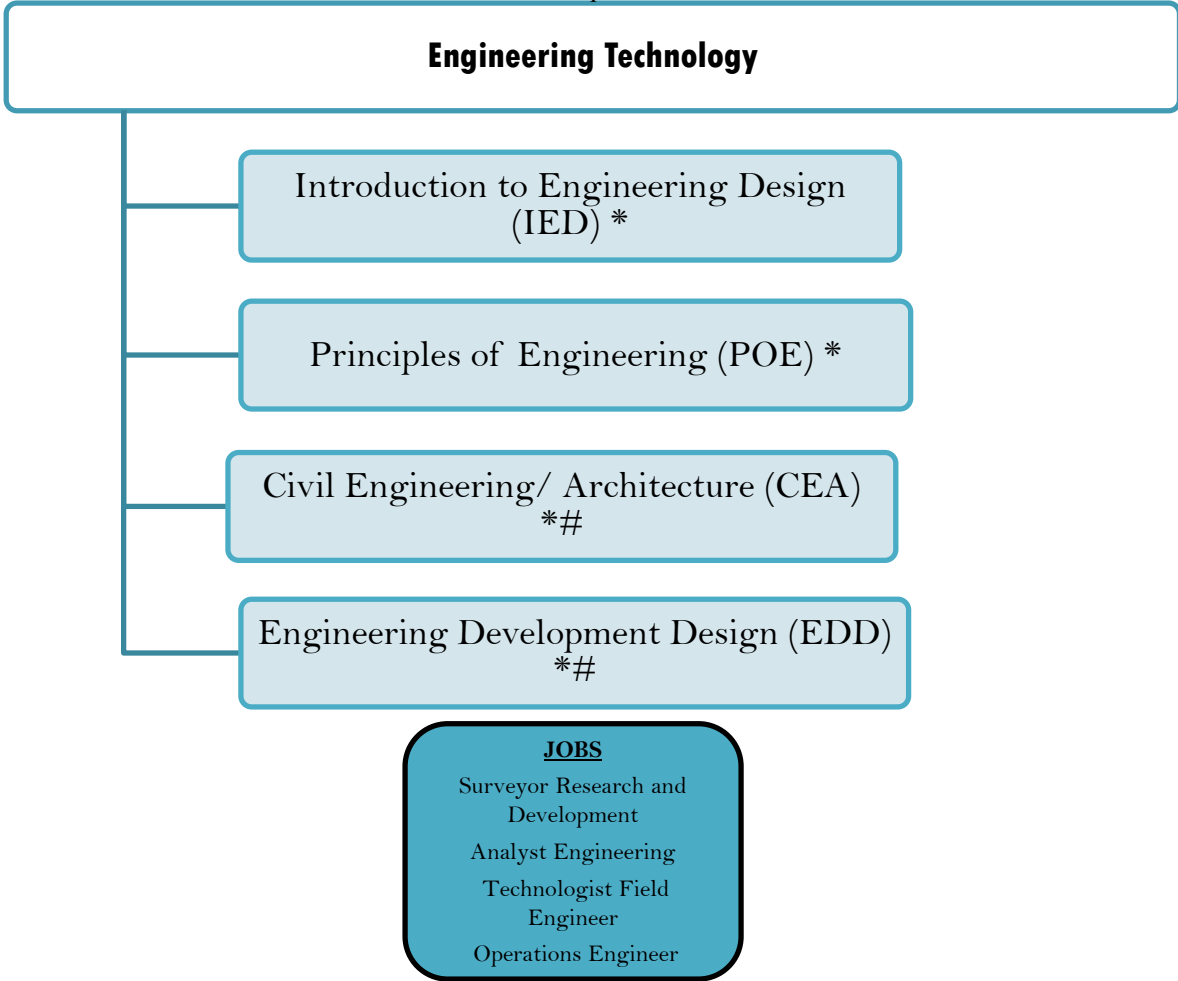 Engineering Technology
Introduction to Engineering Design
(IED) *
Principles of Engineering (POE) *
Civil Engineering/ Architecture (CEA)
*#
Engineering Development Design (EDD)
*#
JOBS
Surveyor Research and
Development
Analyst Engineering
Technologist Field
Engineer
Operations Engineer